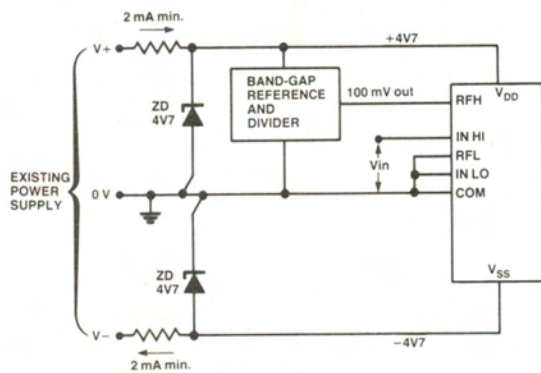 2 mA min.
V+
+4V7
BAND-GAP
REFERENCE
AND
DIVIDER
100 mV out
RFH
VDD
ZD
4V7
IN HI
Vin
RFL
IN LO
COM
EXISTING
POWER
SUPPLY
0 V
ZD
4V7
VSS
V−
−4V7
2 mA min.